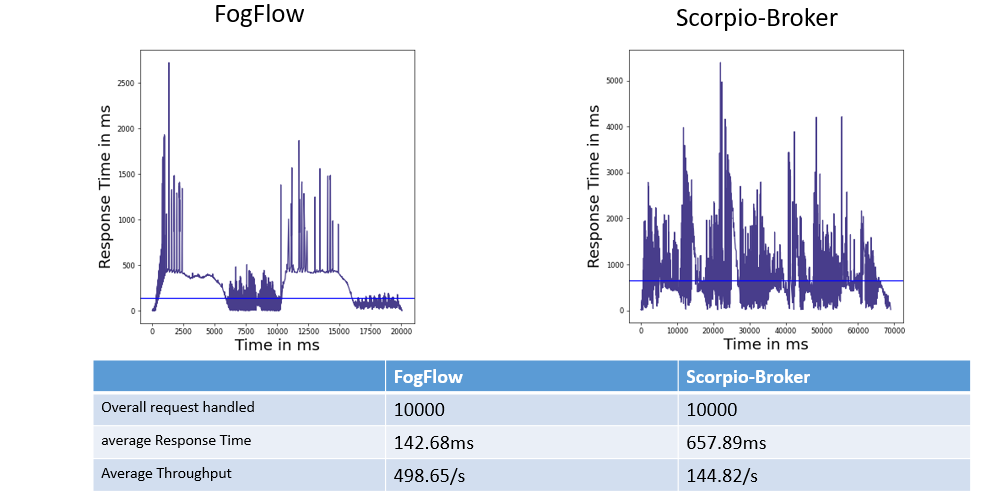 FogFlow
Scorpio-Broker
Response Time in ms
2500
2000
1500
1000
500
0
0 2500 5000 7500 10000 12500 15000 17500 20000
Time in ms
Response Time in ms
5000
4000
3000
2000
1000
0
0 10000 20000 30000 40000 50000 60000 70000
Time in ms
FogFlow Scorpio-Broker
Overall request handled 10000 10000
average Response Time 142.68ms 657.89ms
Average Throughput 498.65/s 144.82/s